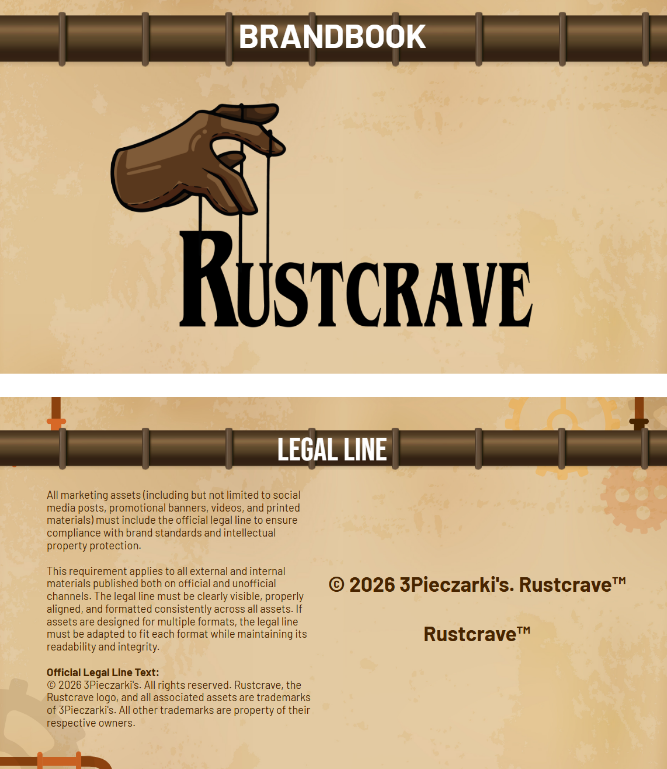 BRANDBOOK
RUSTCRAVE
LEGAL LINE
All marketing assets (including but not limited to social
media posts, promotional banners, videos, and printed
materials) must include the official legal line to ensure
compliance with brand standards and intellectual
property protection.
This requirement applies to all external and internal
materials published both on official and unofficial
channels. The legal line must be clearly visible, properly
aligned, and formatted consistently across all assets. If
assets are designed for multiple formats, the legal line
must be adapted to fit each format while maintaining its
readability and integrity.
Official Legal Line Text:
© 2026 3Pieczarki's. All rights reserved. Rustcrave, the
Rustcrave logo, and all associated assets are trademarks
of 3Pieczarki's. All other trademarks are property of their
respective owners.
© 2026 3Pieczarki's. Rustcrave™
Rustcrave™